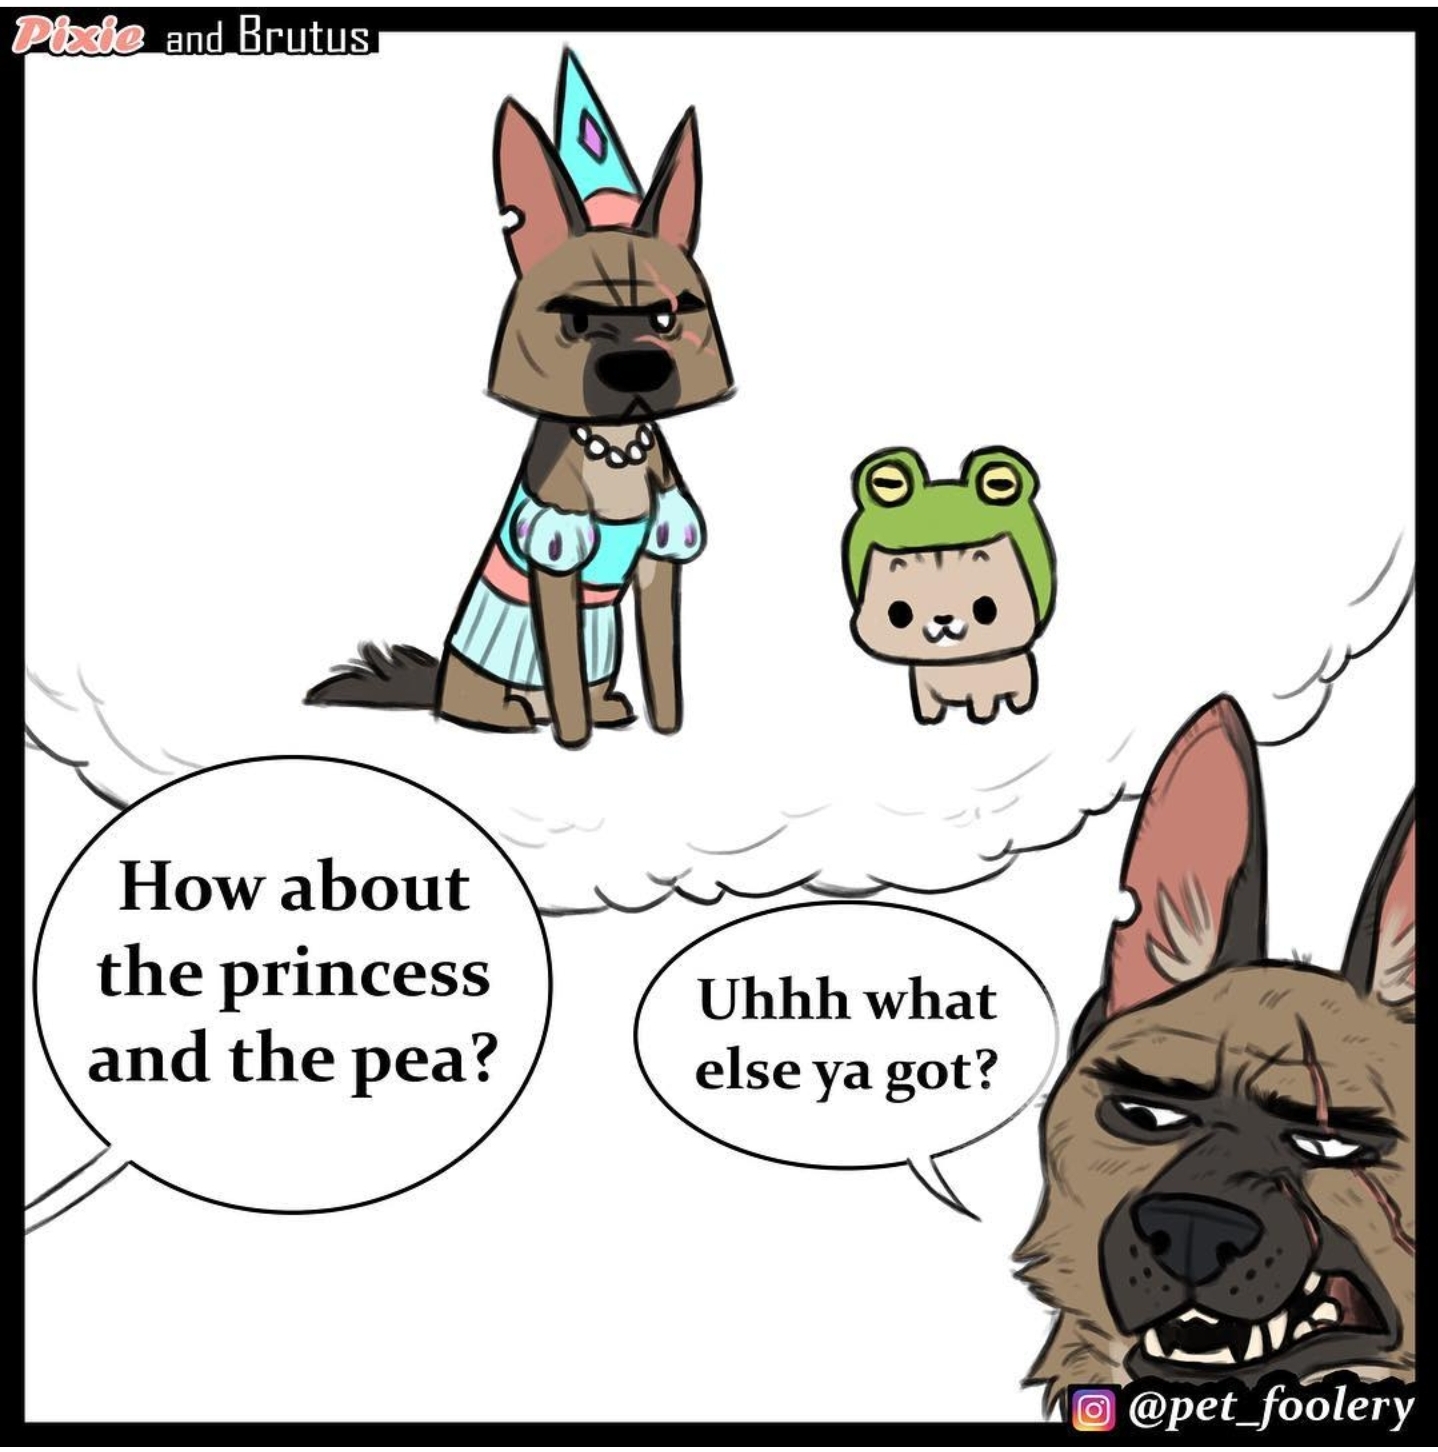 Pixie and Brutus
How about
the princess
and the pea?
Uhhh what
else ya got?
@pet_foolery